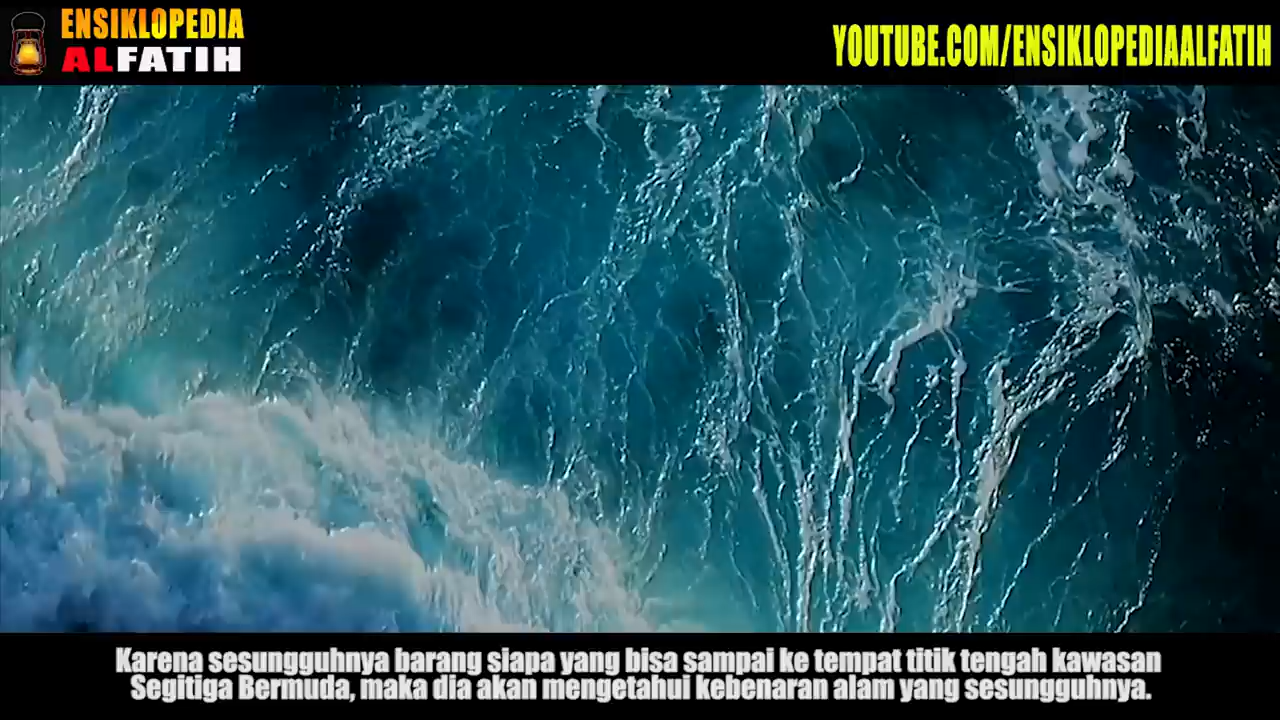 ENSIKLOPEDIA
ALFATIH
YOUTUBE.COM/ENSIKLOPEDIAALFATIH
Karena sesungguhnya barang siapa yang bisa sampai ke tempat titik tengah kawasan
Segitiga Bermuda, maka dia akan mengetahui kebenaran alam yang sesungguhnya.